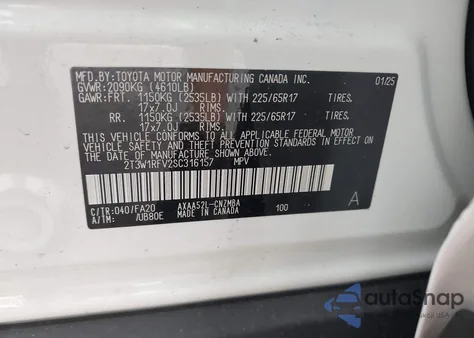 MFD.BY:TOYOTA MOTOR MANUFACTURING CANADA INC. 01/25
GVWR:2090KG (4610LB)
GAWR:FRT. 1150KG (2535LB) WITH 225/65R17 TIRES,
17x7.0J RIMS.
RR. 1150KG (2535LB) WITH 225/65R17 TIRES,
17x7.0J RIMS.
THIS VEHICLE CONFORMS TO ALL APPLICABLE FEDERAL MOTOR
VEHICLE SAFETY AND THEFT PREVENTION STANDARDS IN
EFFECT ON THE DATE OF MANUFACTURE SHOWN ABOVE.
2T3W1RFV2SC316157 MPV
C/TR:040/FA20 AXAA52L-CNZMBA 100 A
A/TM: /UB80E MADE IN CANADA
autoSnap